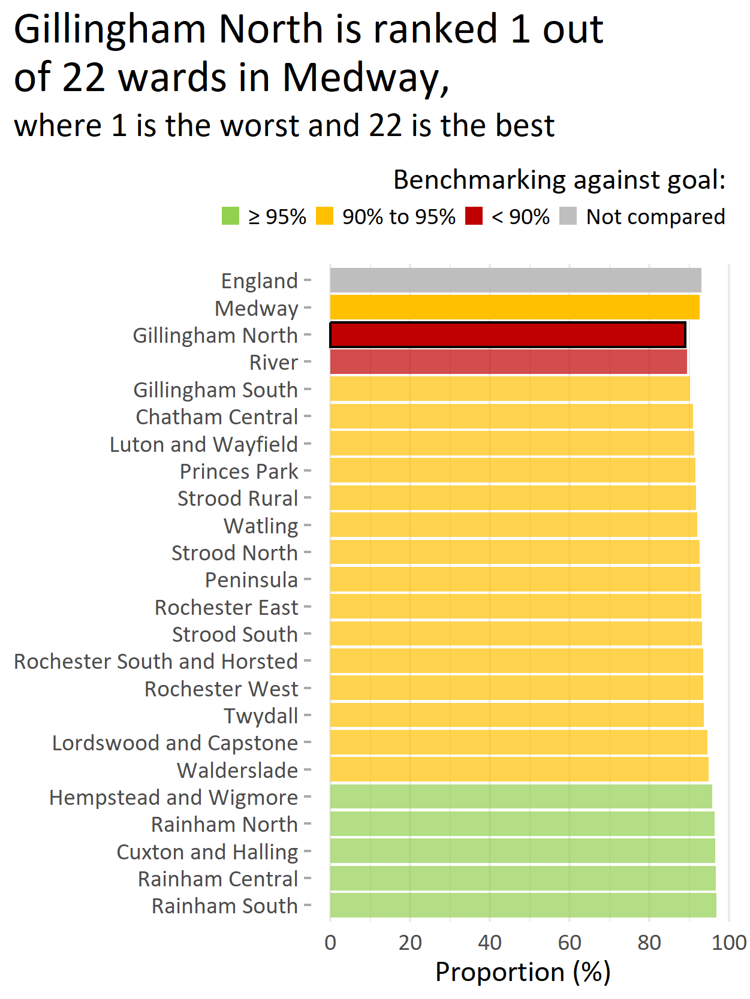 Gillingham North is ranked 1 out
of 22 wards in Medway,
where 1 is the worst and 22 is the best
Benchmarking against goal:
≥ 95% 90% to 95% < 90% Not compared
England
Medway
Gillingham North
River
Gillingham South
Chatham Central
Luton and Wayfield
Princes Park
Strood Rural
Watling
Strood North
Peninsula
Rochester East
Strood South
Rochester South and Horsted
Rochester West
Twydall
Lordswood and Capstone
Walderslade
Hempstead and Wigmore
Rainham North
Cuxton and Halling
Rainham Central
Rainham South
0 20 40 60 80 100
Proportion (%)